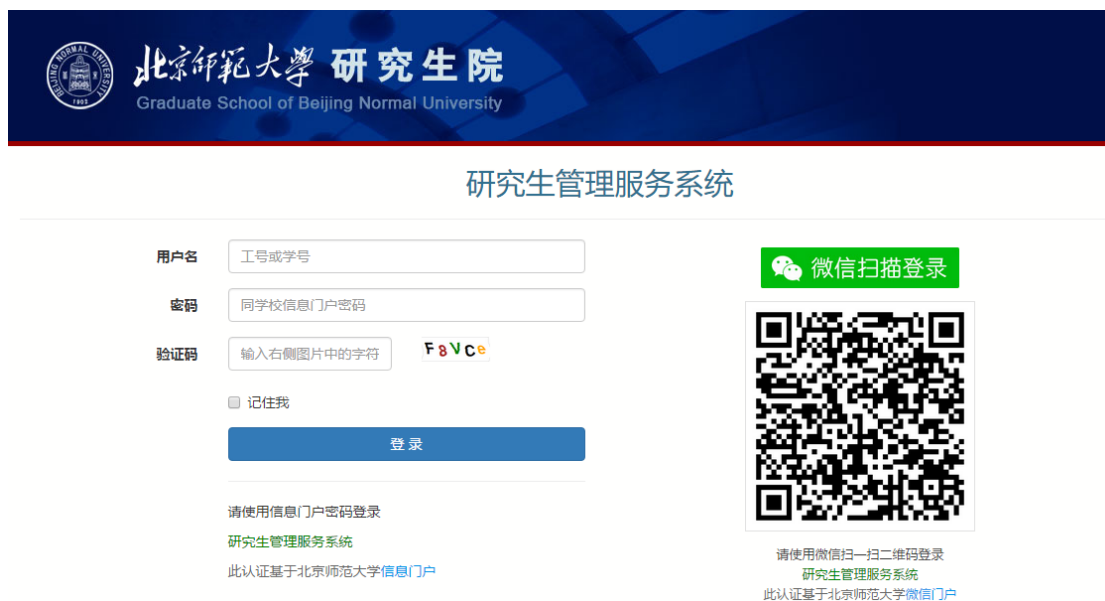 BEIJING NORMAL UNIVERSITY
1902
北京师范大学 研究生院
Graduate School of Beijing Normal University
研究生管理服务系统
用户名
工号或学号
密码
同学校信息门户密码
验证码
输入右侧图片中的字符
F8VCe
记住我
登录
请使用信息门户密码登录
研究生管理服务系统
此认证基于北京师范大学信息门户
微信扫描登录
请使用微信扫一扫二维码登录
研究生管理服务系统
此认证基于北京师范大学微信门户